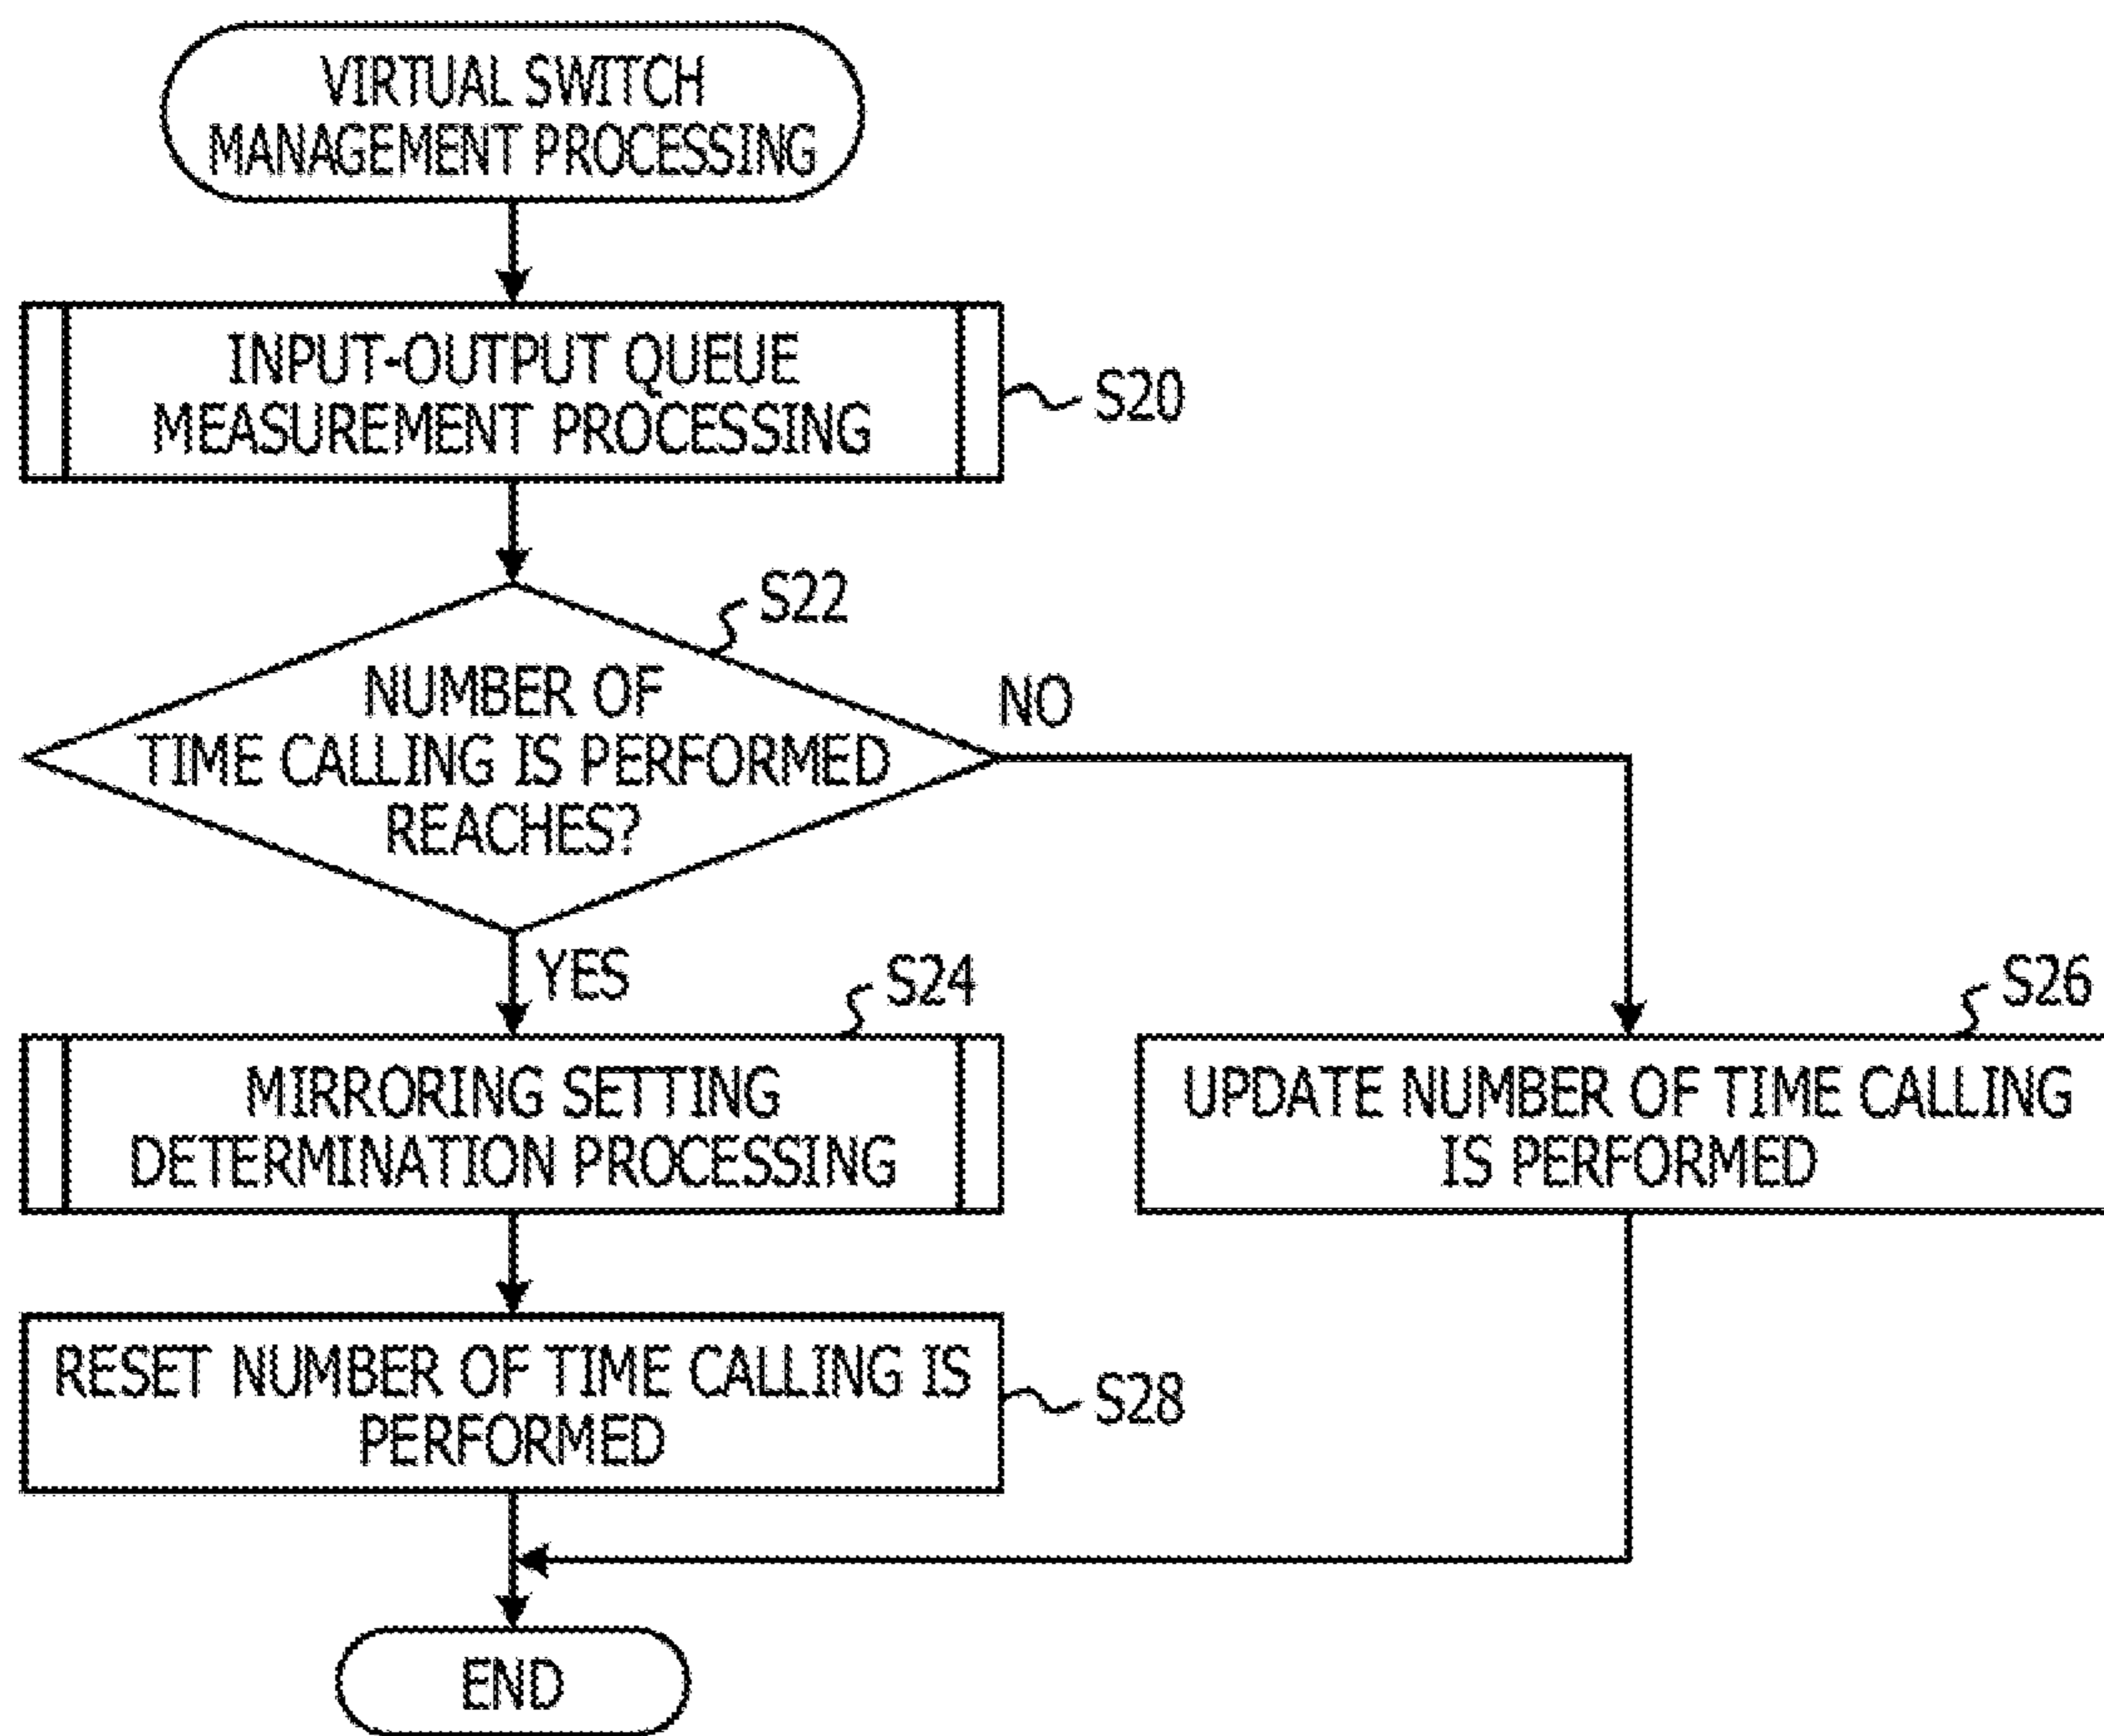 VIRTUAL SWITCH
MANAGEMENT PROCESSING
INPUT-OUTPUT QUEUE
MEASUREMENT PROCESSING
S20
S22
NUMBER OF
TIME CALLING IS PERFORMED
REACHES?
NO
YES
S24
MIRRORING SETTING
DETERMINATION PROCESSING
S26
UPDATE NUMBER OF TIME CALLING
IS PERFORMED
RESET NUMBER OF TIME CALLING IS
PERFORMED
S28
END